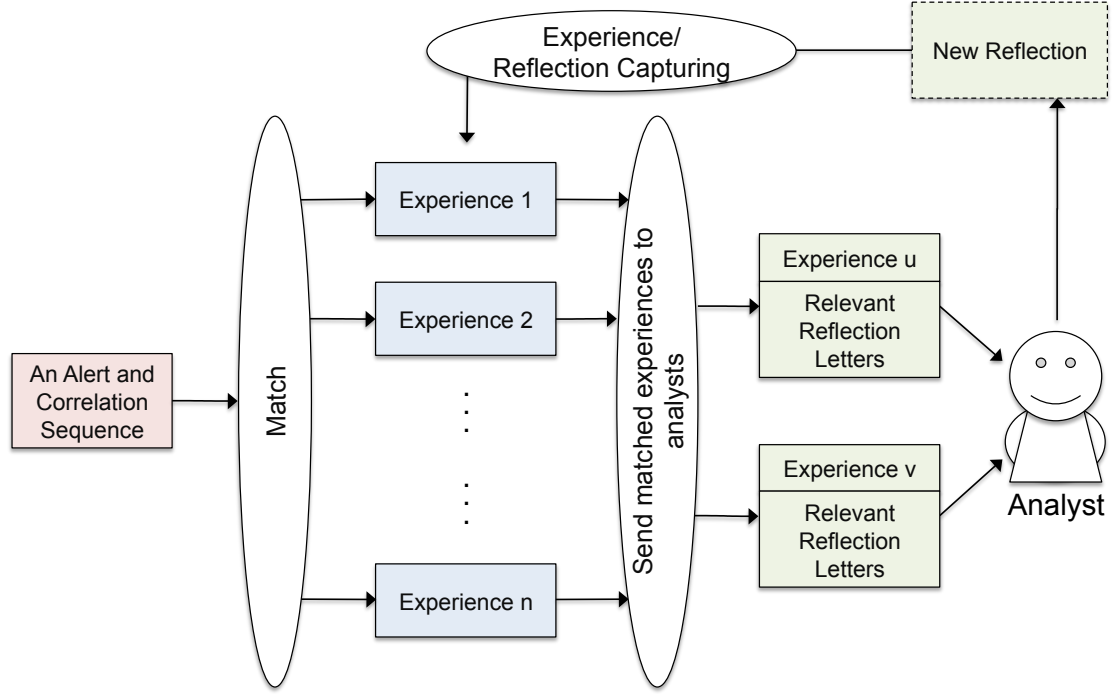 Experience/
Reflection Capturing
New Reflection
Experience 1
Experience 2
Experience n
An Alert and
Correlation
Sequence
Match
Send matched experiences to
analysts
Experience u
Relevant
Reflection
Letters
Experience v
Relevant
Reflection
Letters
Analyst